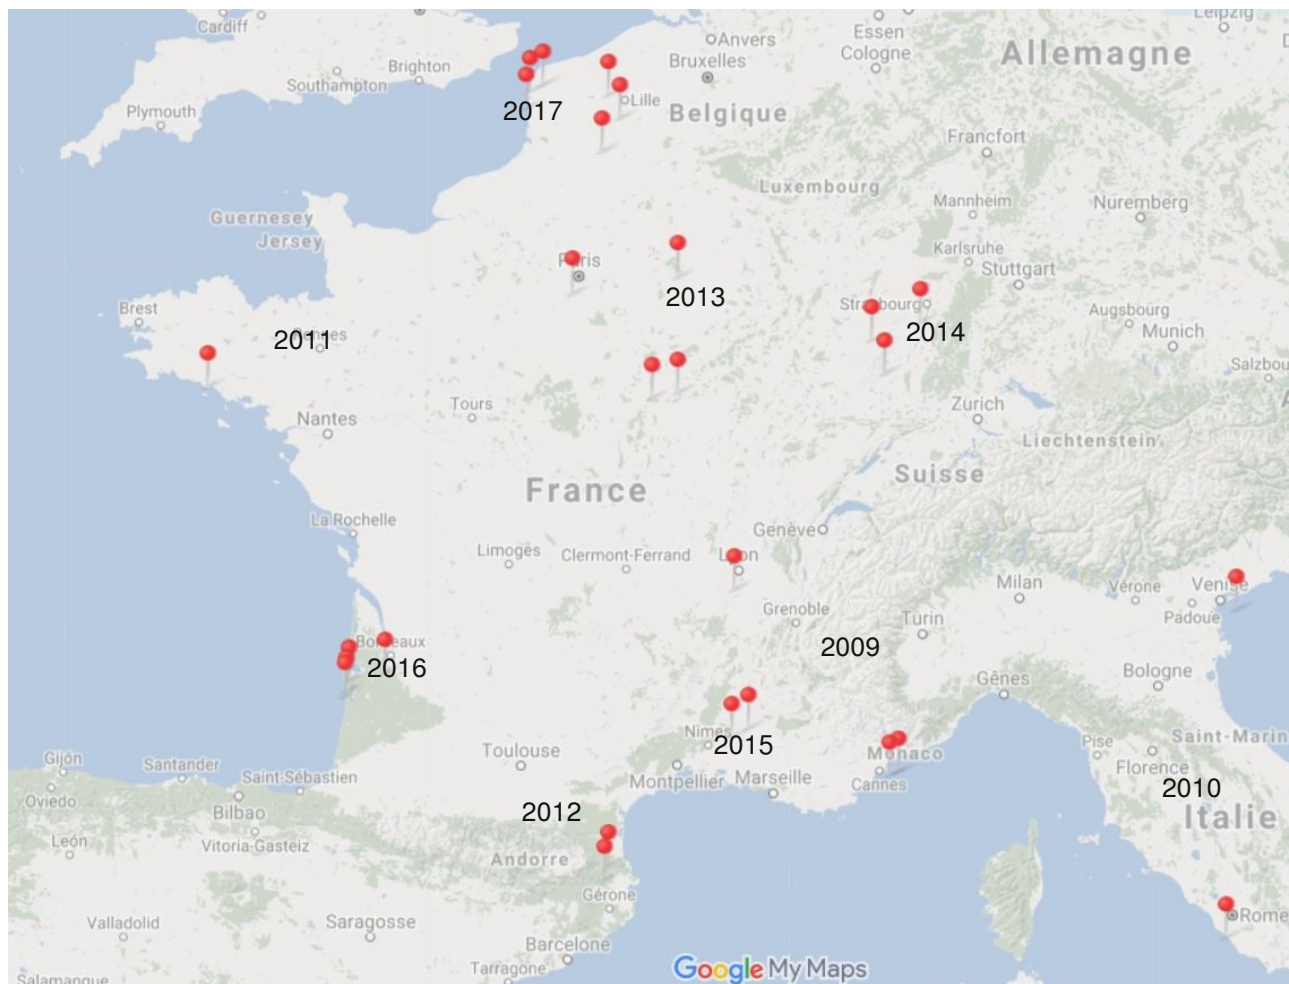 Cardiff
Leipzig
Essen
Anvers
Allemagne
Cologne
Bruxelles
Brighton
Southampton
Lille
Plymouth
2017
Belgique
Francfort
Luxembourg
Mannheim
Nuremberg
Guernesey
Jersey
Karlsruhe
Paris
Stuttgart
2013
Strasbourg
Brest
Augsbourg
2014
Munich
2011
Rennes
Salzbou
Tours
Zurich
Nantes
Liechtenstein
Suisse
France
La Rochelle
Genève
Limoges
Clermont-Ferrand
Lyon
Milan
Vérone
Venise
Grenoble
Turin
Padoue
Bordeaux
2009
2016
Bologne
Gênes
Nîmes
2015
Pise
Saint-Marin
Toulouse
Monaco
Gijón
Santander
Saint-Sébastien
Montpellier
Marseille
Cannes
Florence
2010
Oviedo
Bilbao
2012
Italie
León
Vitoria-Gasteiz
Andorre
Gérone
Valladolid
Saragosse
Rome
Barcelone
Tarragone
Google My Maps
Salamanque